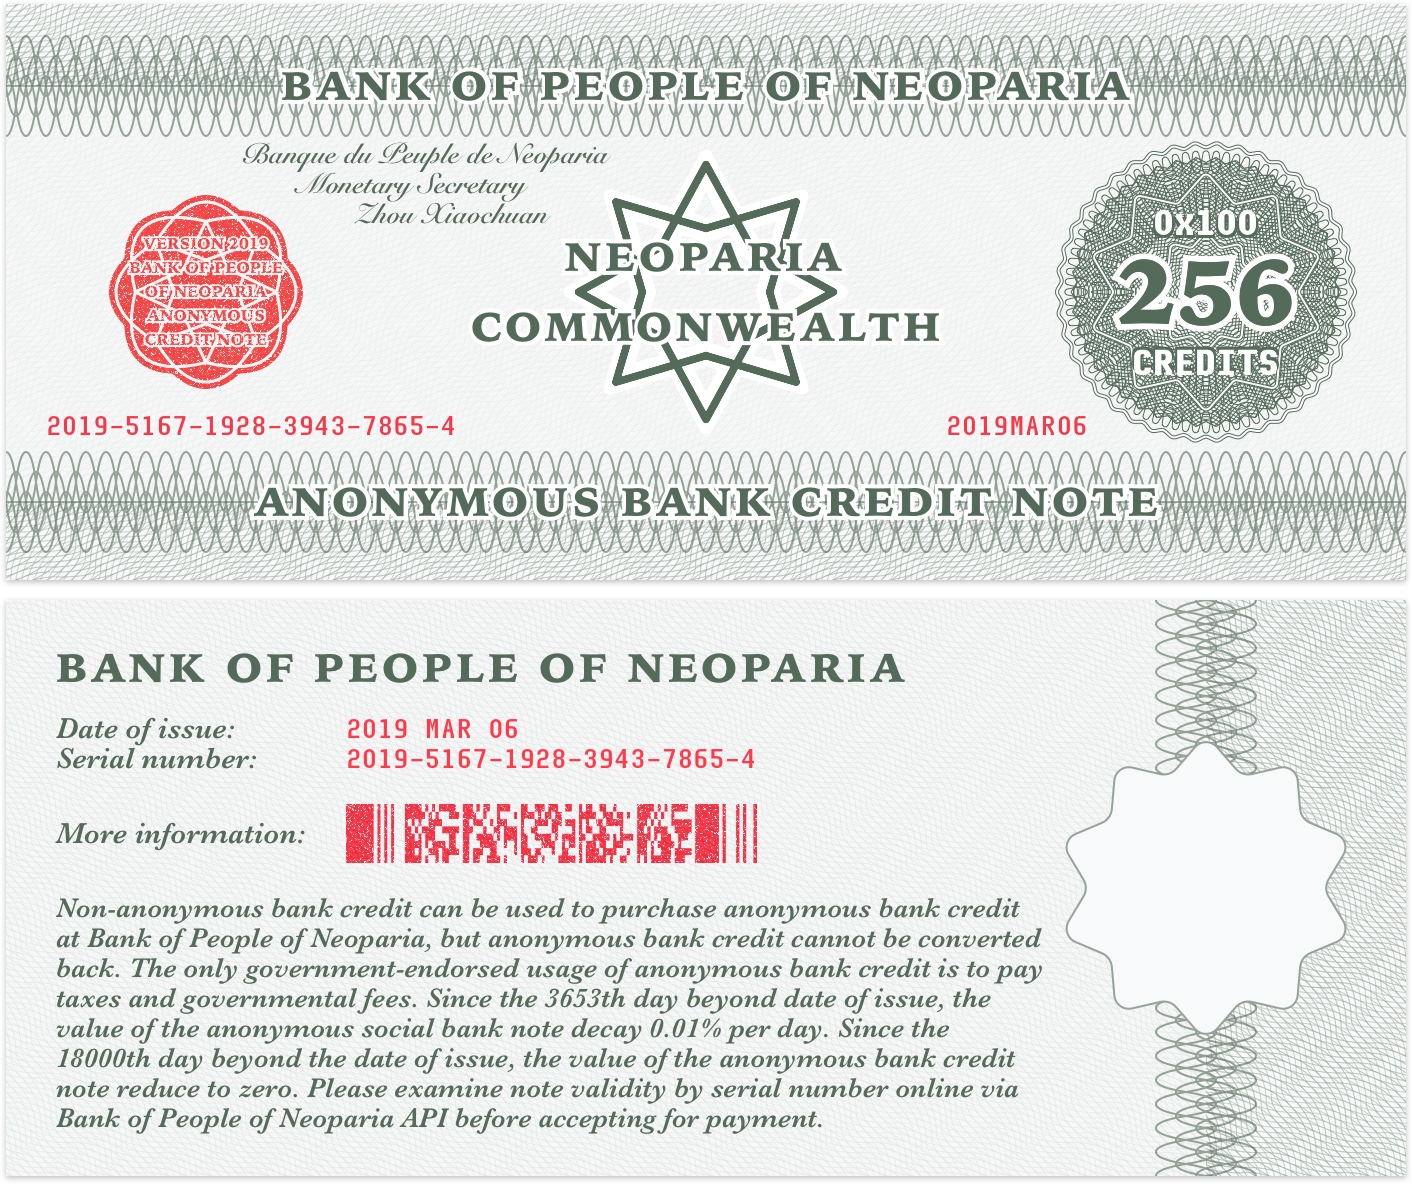 BANK OF PEOPLE OF NEOPARIA
Banque du Peuple de Neoparia
Monetary Secretary
Zhou Xiaochuan
VERSION 2019
BANK OF PEOPLE
OF NEOPARIA
ANONYMOUS
CREDIT NOTE
NEOPARIA
COMMONWEALTH
0X100
256
CREDITS
2019-5167-1928-3943-7865-4
2019MAR06
ANONYMOUS BANK CREDIT NOTE
BANK OF PEOPLE OF NEOPARIA
Date of issue: 2019 MAR 06
Serial number: 2019-5167-1928-3943-7865-4
More information:
Non-anonymous bank credit can be used to purchase anonymous bank credit
at Bank of People of Neoparia, but anonymous bank credit cannot be converted
back. The only government-endorsed usage of anonymous bank credit is to pay
taxes and governmental fees. Since the 3653th day beyond date of issue, the
value of the anonymous social bank note decay 0.01% per day. Since the
18000th day beyond the date of issue, the value of the anonymous bank credit
note reduce to zero. Please examine note validity by serial number online via
Bank of People of Neoparia API before accepting for payment.